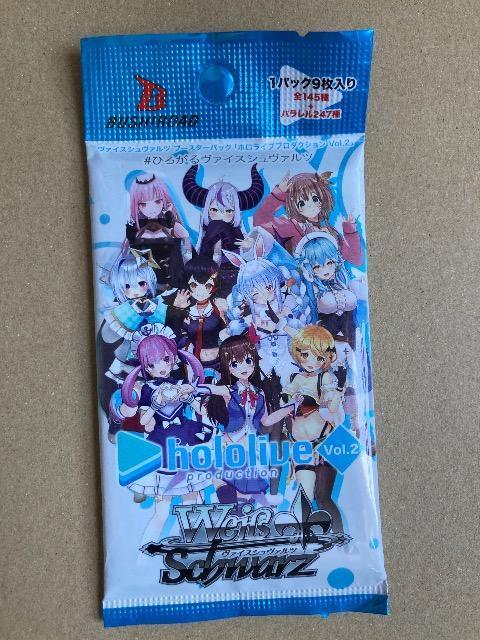 BUSHIROAD
1パック9枚入り
全145種
+
パラレル247種
ヴァイスシュヴァルツ ブースターパック「ホロライブプロダクション Vol.2」
#ひろがるヴァイスシュヴァルツ
hololive
production
Vol.2
Weiß
ヴァイスシュヴァルツ
Schwarz